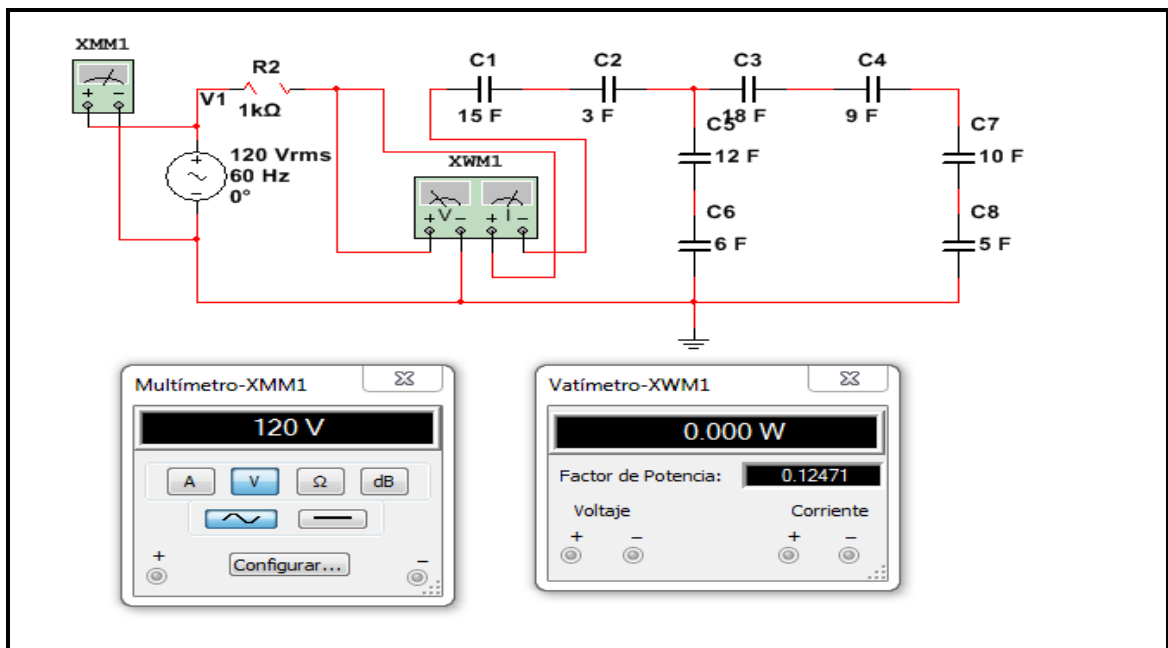 XMM1
+ −
V1
R2
1kΩ
120 Vrms
60 Hz
0°
+
−
C1
15 F
C2
3 F
C3
18 F
C4
9 F
C5
12 F
C6
6 F
C7
10 F
C8
5 F
XWM1
+ V − + I −
Multímetro-XMM1
120 V
A V Ω dB
+ Configurar... −
Vatímetro-XWM1
0.000 W
Factor de Potencia: 0.12471
Voltaje Corriente
+ − + −